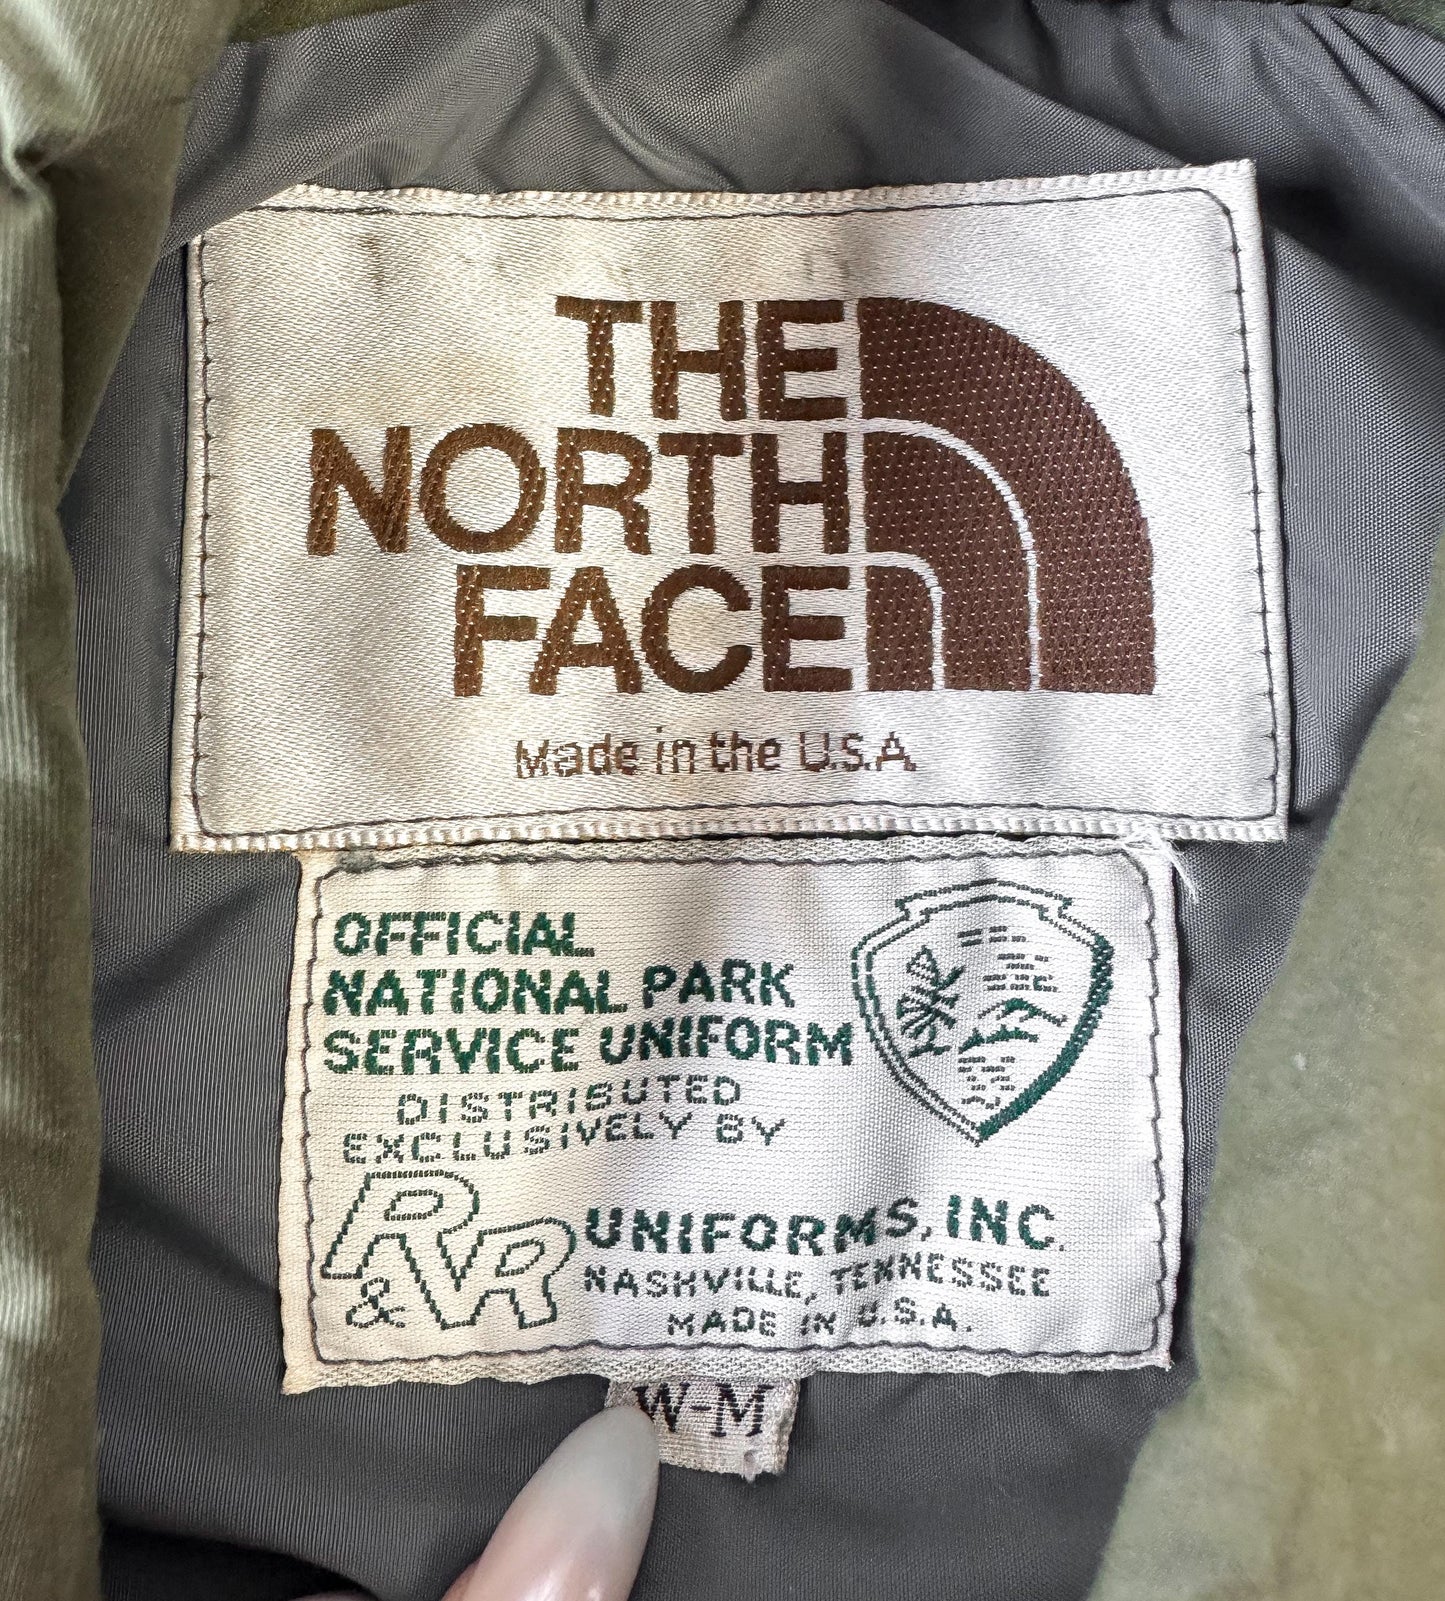 THE
NORTH
FACE
Made in the U.S.A.
OFFICIAL
NATIONAL PARK
SERVICE UNIFORM
DISTRIBUTED
EXCLUSIVELY BY
R&R UNIFORMS, INC.
NASHVILLE, TENNESSEE
MADE IN U.S.A.
W-M